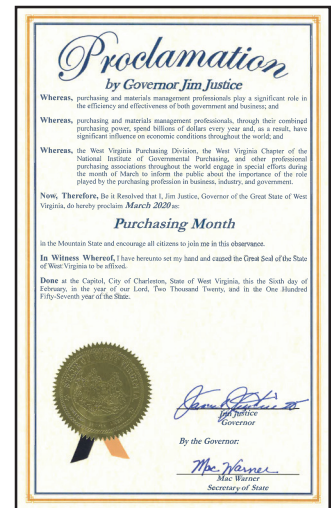 Proclamation
by Governor Jim Justice
Whereas, purchasing and materials management professionals play a significant role in
the efficiency and effectiveness of both government and business; and
Whereas, purchasing and materials management professionals, through their combined
purchasing power, spend billions of dollars every year and, as a result, have
significant influence on economic conditions throughout the world; and
Whereas, the West Virginia Purchasing Division, the West Virginia Chapter of the
National Institute of Governmental Purchasing, and other professional
purchasing associations throughout the world engage in special efforts during
the month of March to inform the public about the importance of the role
played by the purchasing profession in business, industry, and government.
Now, Therefore, Be it Resolved that I, Jim Justice, Governor of the Great State of West
Virginia, do hereby proclaim March 2020 as:
Purchasing Month
in the Mountain State and encourage all citizens to join me in this observance.
In Witness Whereof, I have hereunto set my hand and caused the Great Seal of the State
of West Virginia to be affixed.
Done at the Capitol, City of Charleston, State of West Virginia, this the Sixth day of
February, in the year of our Lord, Two Thousand Twenty, and in the One Hundred
Fifty-Seventh year of the State.
Jim Justice
Governor
By the Governor:
Mac Warner
Mac Warner
Secretary of State